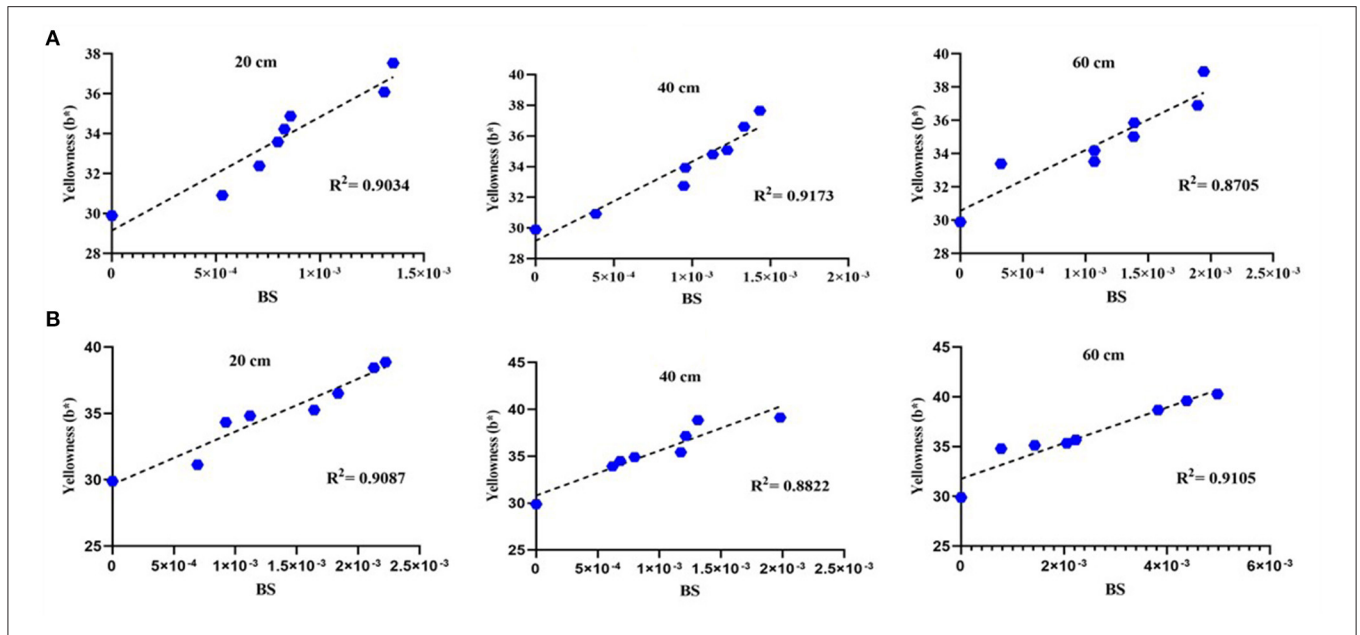 A
20 cm
38
36
34
32
30
28
Yellowness (b*)
R²= 0.9034
0 5×10⁻⁴ 1×10⁻³ 1.5×10⁻³
BS
40 cm
40
38
36
34
32
30
28
Yellowness (b*)
R²= 0.9173
0 5×10⁻⁴ 1×10⁻³ 1.5×10⁻³ 2×10⁻³
BS
60 cm
40
36
32
30
28
Yellowness (b*)
R²= 0.8705
0 5×10⁻⁴ 1×10⁻³ 1.5×10⁻³ 2×10⁻³ 2.5×10⁻³
BS
B
20 cm
40
35
30
25
Yellowness (b*)
R²= 0.9087
0 5×10⁻⁴ 1×10⁻³ 1.5×10⁻³ 2×10⁻³ 2.5×10⁻³
BS
40 cm
45
40
35
30
25
Yellowness (b*)
R²= 0.8822
0 5×10⁻⁴ 1×10⁻³ 1.5×10⁻³ 2×10⁻³ 2.5×10⁻³
BS
60 cm
45
40
35
30
25
Yellowness (b*)
R²= 0.9105
0 2×10⁻³ 4×10⁻³ 6×10⁻³
BS